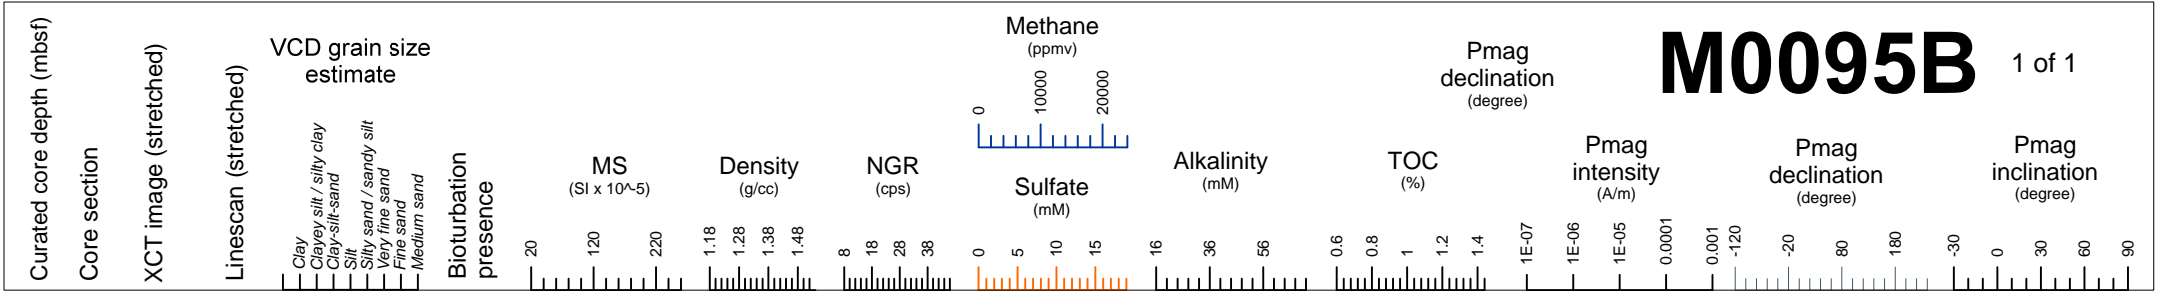 Curated core depth (mbsf)
Core section
XCT image (stretched)
Linescan (stretched)
VCD grain size
estimate
Clay
Clayey silt / silty clay
Clay-silt-sand
Silt
Silty sand / sandy silt
Very fine sand
Fine sand
Medium sand
Bioturbation
presence
MS
(SI x 10^-5)
20 120 220
Density
(g/cc)
1.18 1.28 1.38 1.48
NGR
(cps)
8 18 28 38
Methane
(ppmv)
0 10000 20000
Sulfate
(mM)
0 5 10 15
Alkalinity
(mM)
16 36 56
TOC
(%)
0.6 0.8 1 1.2 1.4
Pmag
declination
(degree)
Pmag
intensity
(A/m)
1E-07 1E-06 1E-05 0.0001 0.001
M0095B 1 of 1
Pmag
declination
(degree)
-120 -20 80 180
Pmag
inclination
(degree)
-30 0 30 60 90